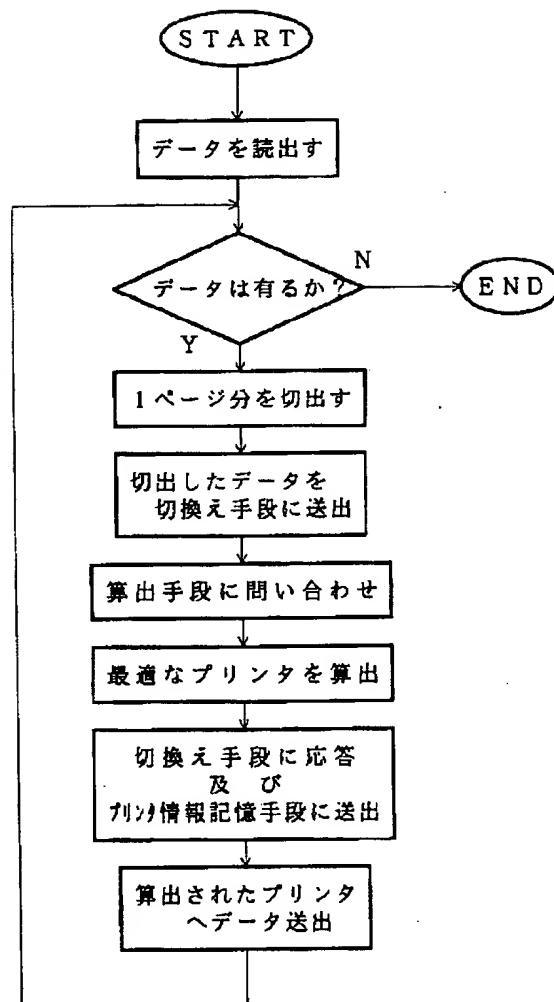 START
データを読出す
データは有るか?
N
END
Y
1ページ分を切出す
切出したデータを
切換え手段に送出
算出手段に問い合わせ
最適なプリンタを算出
切換え手段に応答
及び
プリンタ情報記憶手段に送出
算出されたプリンタ
へデータ送出